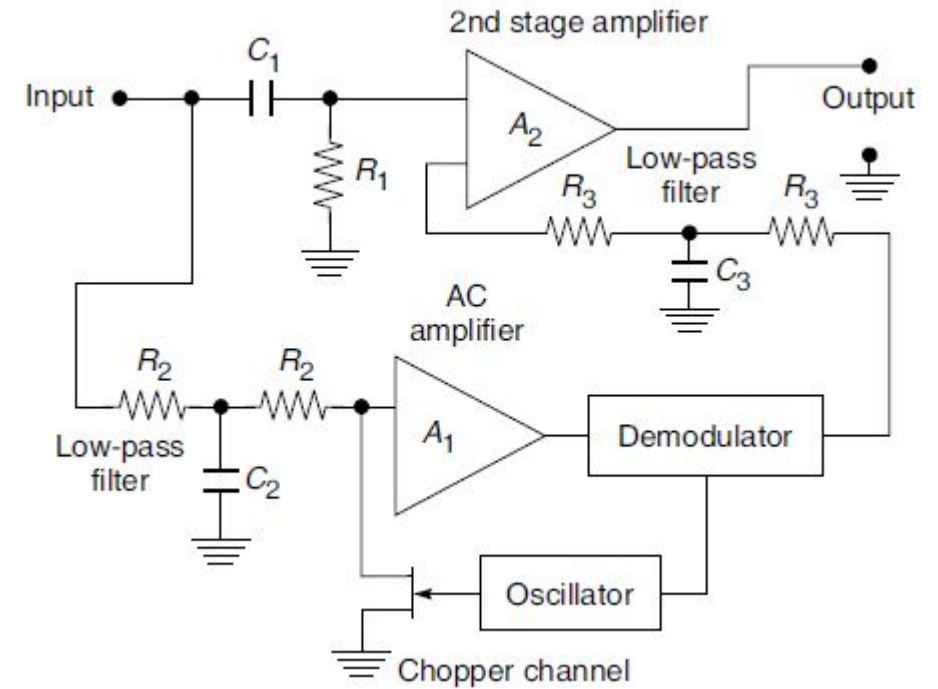 2nd stage amplifier
C1
Input
A2
Output
R1
Low-pass
filter
R3
R3
C3
AC
amplifier
R2
R2
A1
Demodulator
Low-pass
filter
C2
Oscillator
Chopper channel